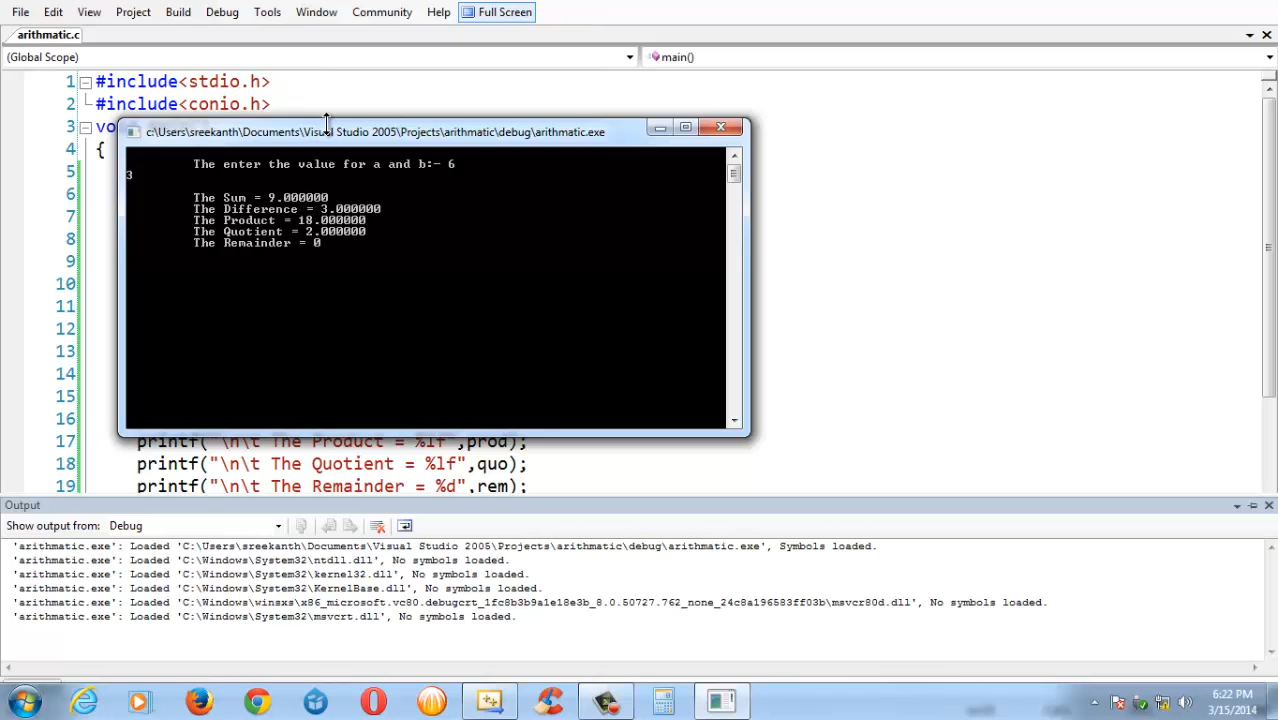 File Edit View Project Build Debug Tools Window Community Help Full Screen
arithmatic.c
(Global Scope) main()
1 #include<stdio.h>
2 #include<conio.h>
3
4 {
5
6
7
8
9
10
11
12
13
14
15
16
c:\Users\sreekanth\Documents\Visual Studio 2005\Projects\arithmatic\debug\arithmatic.exe
The enter the value for a and b:- 6
3
The Sum = 9.000000
The Difference = 3.000000
The Product = 18.000000
The Quotient = 2.000000
The Remainder = 0
17 printf("\n\t The Product = %lf",prod);
18 printf("\n\t The Quotient = %lf",quo);
19 printf("\n\t The Remainder = %d",rem);
Output
Show output from: Debug
'arithmatic.exe': Loaded 'C:\Users\sreekanth\Documents\Visual Studio 2005\Projects\arithmatic\debug\arithmatic.exe', Symbols loaded.
'arithmatic.exe': Loaded 'C:\Windows\System32\ntdll.dll', No symbols loaded.
'arithmatic.exe': Loaded 'C:\Windows\System32\kernel32.dll', No symbols loaded.
'arithmatic.exe': Loaded 'C:\Windows\System32\KernelBase.dll', No symbols loaded.
'arithmatic.exe': Loaded 'C:\Windows\winsxs\x86_microsoft.vc80.debugcrt_1fc8b3b9a1e18e3b_8.0.50727.762_none_24c8a196583ff03b\msvcr80d.dll', No symbols loaded.
'arithmatic.exe': Loaded 'C:\Windows\System32\msvcrt.dll', No symbols loaded.
6:22 PM
3/15/2014